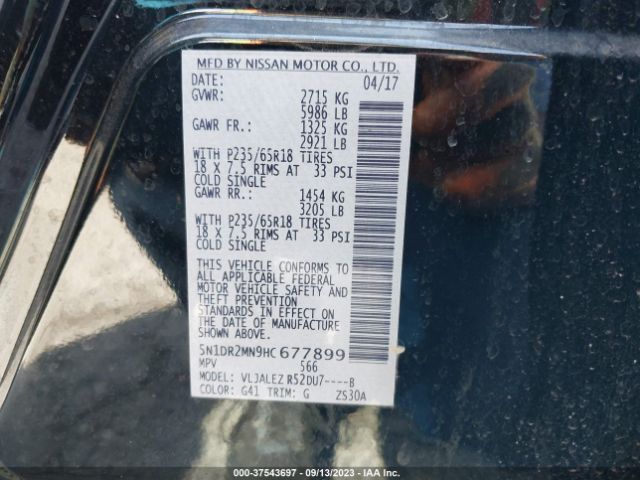 MFD BY NISSAN MOTOR CO., LTD.
DATE: 04/17
GVWR: 2715 KG
5986 LB
GAWR FR.: 1325 KG
2921 LB
WITH P235/65R18 TIRES
18 X 7.5 RIMS AT 33 PSI
COLD SINGLE
GAWR RR.: 1454 KG
3205 LB
WITH P235/65R18 TIRES
18 X 7.5 RIMS AT 33 PSI
COLD SINGLE
THIS VEHICLE CONFORMS TO
ALL APPLICABLE FEDERAL
MOTOR VEHICLE SAFETY AND
THEFT PREVENTION
STANDARDS IN EFFECT ON
THE DATE OF MANUFACTURE
SHOWN ABOVE.
5N1DR2MN9HC677899
MPV 566
MODEL: VLJALEZ R52DU7----B
COLOR: G41 TRIM: G ZS30A
000-37543697 - 09/13/2023 - IAA Inc.